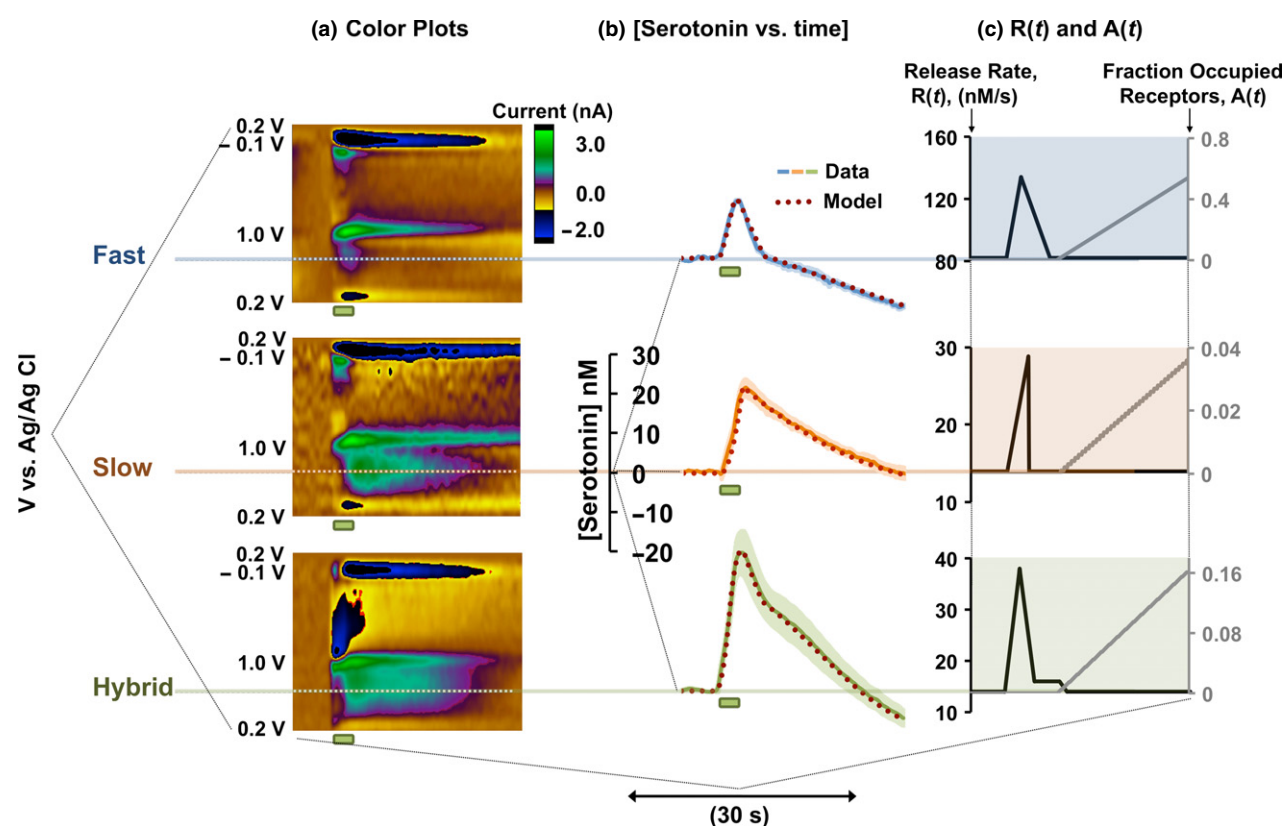 (a) Color Plots
(b) [Serotonin vs. time]
(c) R(t) and A(t)
Release Rate,
R(t), (nM/s)
Fraction Occupied
Receptors, A(t)
Current (nA)
3.0
0.0
−2.0
Data
Model
V vs. Ag/Ag Cl
Fast
0.2 V
−0.1 V
1.0 V
0.2 V
160
120
80
0.8
0.4
0
Slow
0.2 V
−0.1 V
1.0 V
0.2 V
[Serotonin] nM
30
20
10
0
−10
−20
30
20
10
0.04
0.02
0
Hybrid
0.2 V
−0.1 V
1.0 V
0.2 V
40
30
20
10
0.16
0.08
0
(30 s)